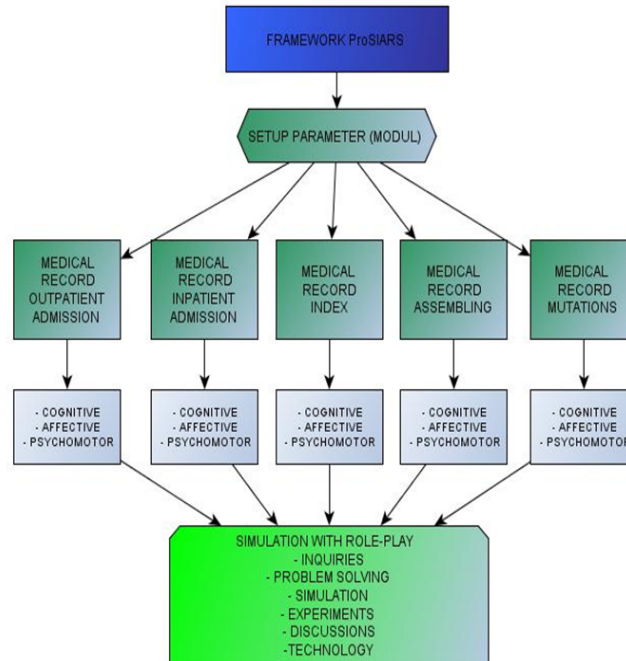 FRAMEWORK ProSIARS
SETUP PARAMETER (MODUL)
MEDICAL
RECORD
OUTPATIENT
ADMISSION
MEDICAL
RECORD
INPATIENT
ADMISSION
MEDICAL
RECORD
INDEX
MEDICAL
RECORD
ASSEMBLING
MEDICAL
RECORD
MUTATIONS
- COGNITIVE
- AFFECTIVE
- PSYCHOMOTOR
- COGNITIVE
- AFFECTIVE
- PSYCHOMOTOR
- COGNITIVE
- AFFECTIVE
- PSYCHOMOTOR
- COGNITIVE
- AFFECTIVE
- PSYCHOMOTOR
- COGNITIVE
- AFFECTIVE
- PSYCHOMOTOR
SIMULATION WITH ROLE-PLAY
- INQUIRIES
- PROBLEM SOLVING
- SIMULATION
- EXPERIMENTS
- DISCUSSIONS
-TECHNOLOGY